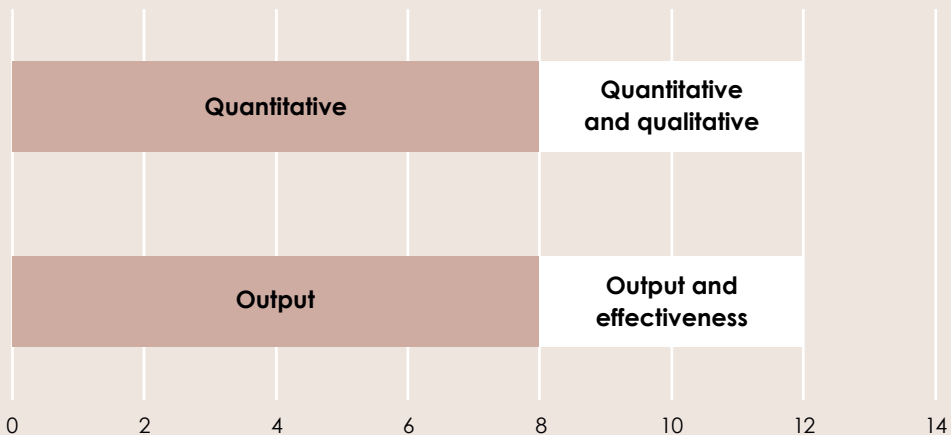 Quantitative
Quantitative
and qualitative
Output
Output and
effectiveness
0 2 4 6 8 10 12 14